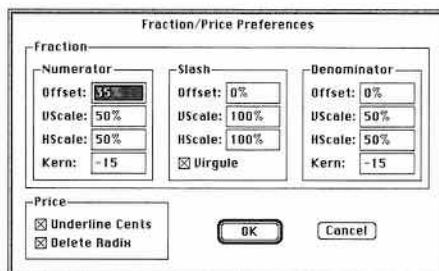 Fraction/Price Preferences
Fraction
Numerator Slash Denominator
Offset: 35% Offset: 0% Offset: 0%
VScale: 50% VScale: 100% VScale: 50%
HScale: 50% HScale: 100% HScale: 50%
Kern: -15 Virgule Kern: -15
Price
Underline Cents
Delete Radix
OK Cancel